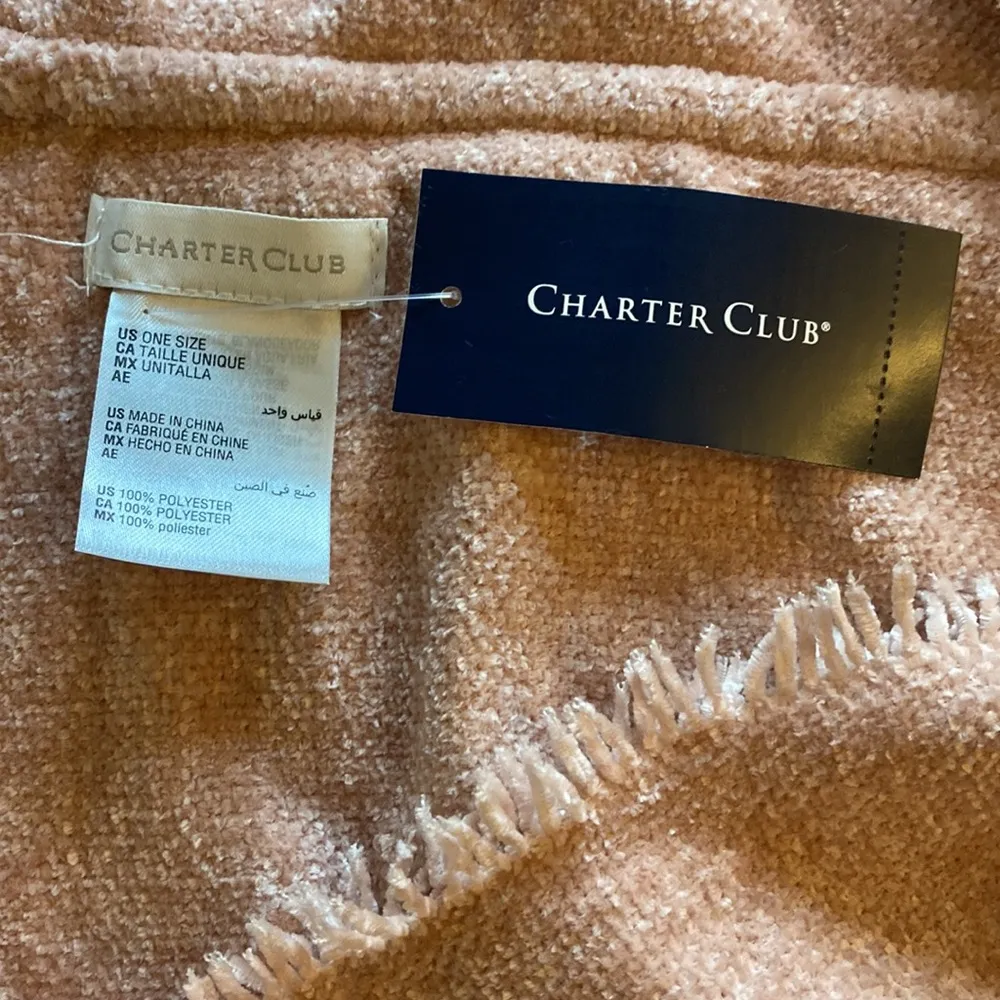 CHARTER CLUB
US ONE SIZE
CA TAILLE UNIQUE
MX UNITALLA
AE
قياس واحد
US MADE IN CHINA
CA FABRIQUÉ EN CHINE
MX HECHO EN CHINA
AE
صنع في الصين
US 100% POLYESTER
CA 100% POLYESTER
MX 100% poliester
CHARTER CLUB®